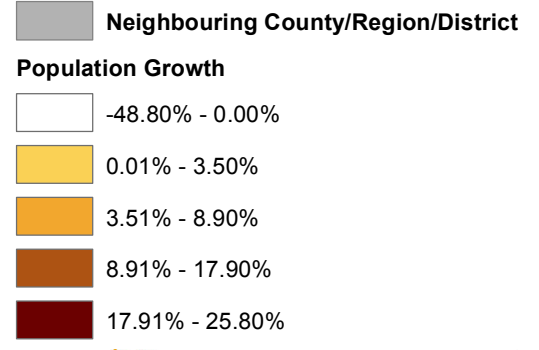 Neighbouring County/Region/District
Population Growth
-48.80% - 0.00%
0.01% - 3.50%
3.51% - 8.90%
8.91% - 17.90%
17.91% - 25.80%